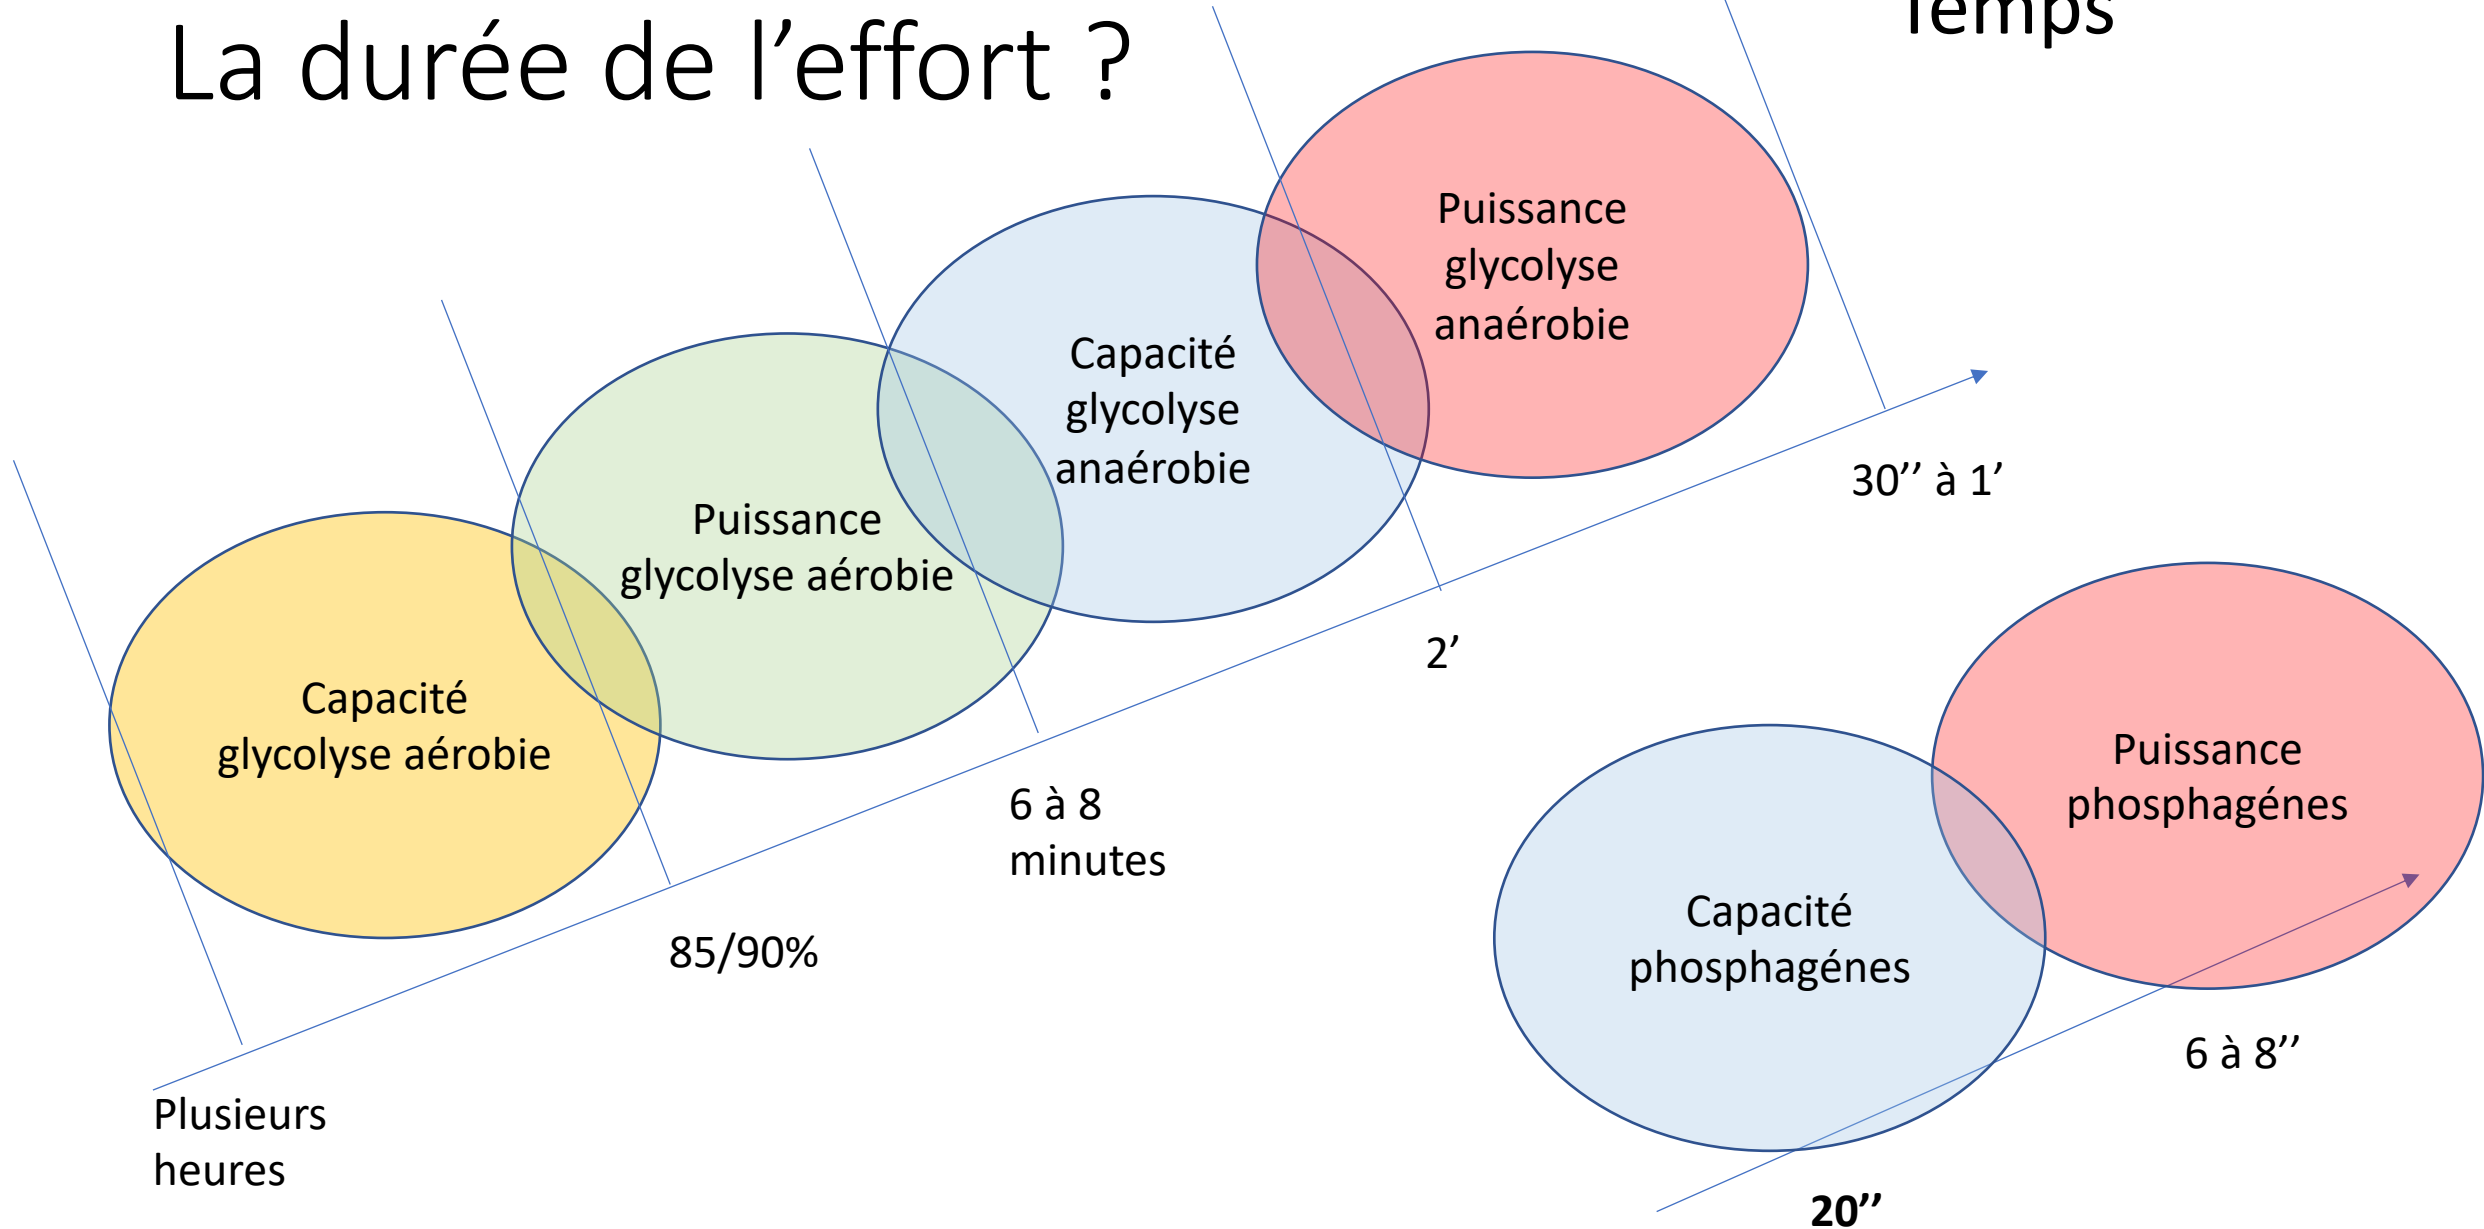 Temps
La durée de l’effort ?
Puissance
glycolyse
anaérobie
Capacité
glycolyse
anaérobie
Puissance
glycolyse aérobie
Capacité
glycolyse aérobie
30’’ à 1’
2’
6 à 8
minutes
85/90%
Plusieurs
heures
Puissance
phosphagénes
Capacité
phosphagénes
6 à 8’’
20’’